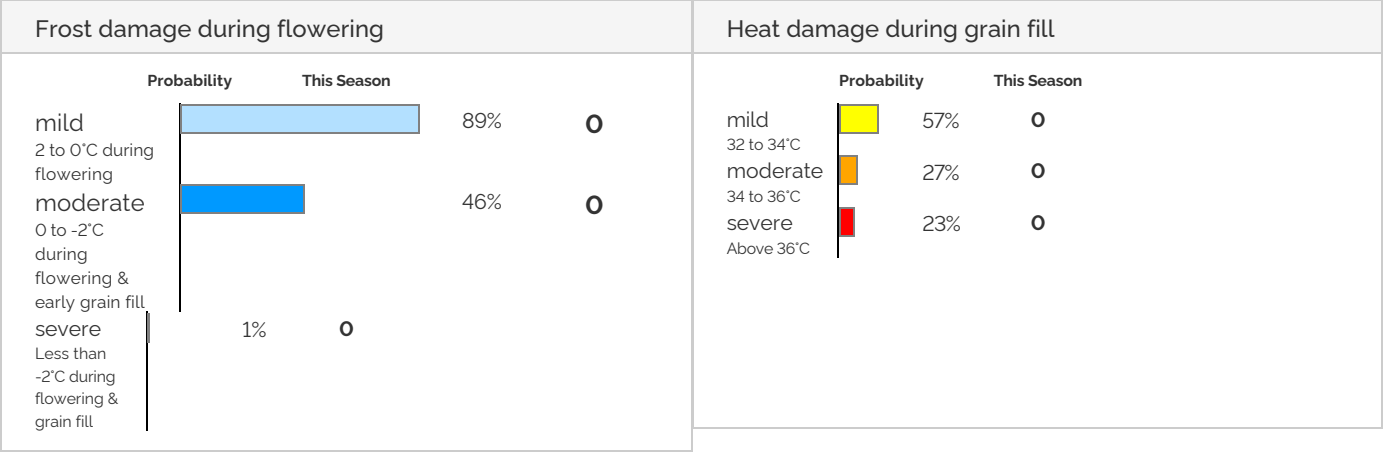 Frost damage during flowering
Probability This Season
mild 89% 0
2 to 0°C during
flowering
moderate 46% 0
0 to -2°C
during
flowering &
early grain fill
severe 1% 0
Less than
-2°C during
flowering &
grain fill
Heat damage during grain fill
Probability This Season
mild 57% 0
32 to 34°C
moderate 27% 0
34 to 36°C
severe 23% 0
Above 36°C